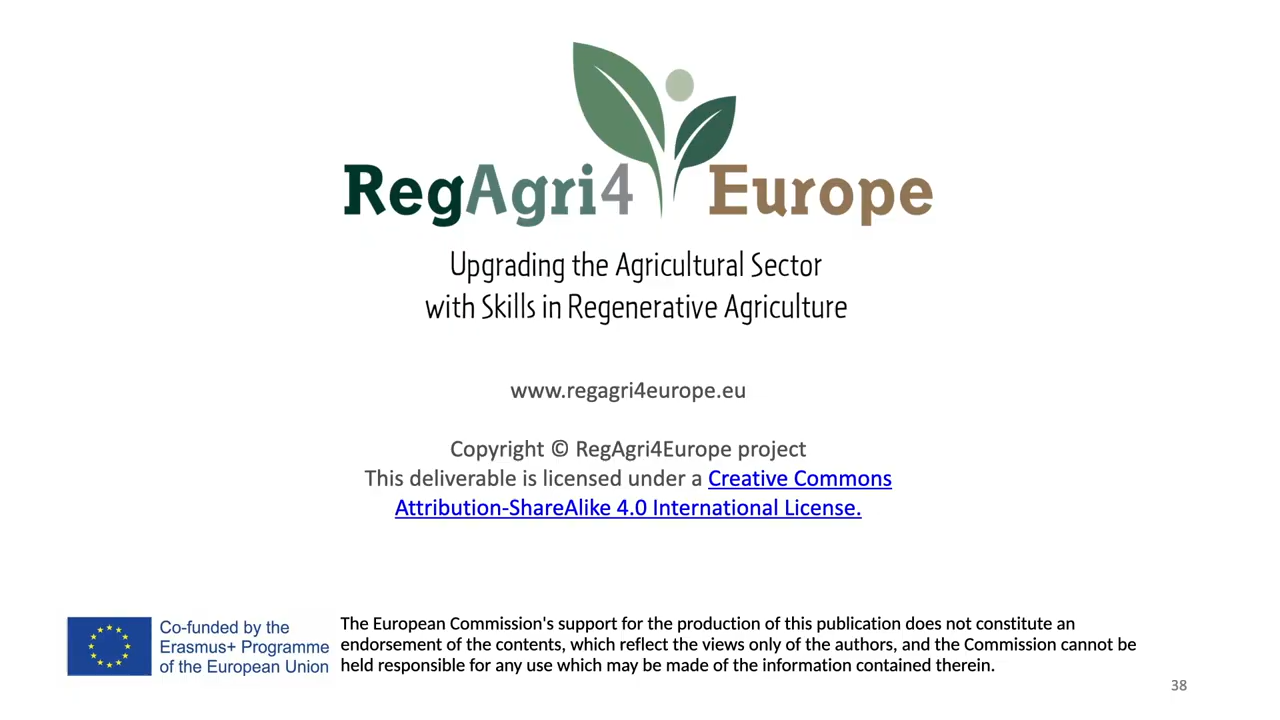 RegAgri4 Europe
Upgrading the Agricultural Sector
with Skills in Regenerative Agriculture
www.regagri4europe.eu
Copyright © RegAgri4Europe project
This deliverable is licensed under a Creative Commons
Attribution-ShareAlike 4.0 International License.
Co-funded by the
Erasmus+ Programme
of the European Union
The European Commission's support for the production of this publication does not constitute an
endorsement of the contents, which reflect the views only of the authors, and the Commission cannot be
held responsible for any use which may be made of the information contained therein.
38